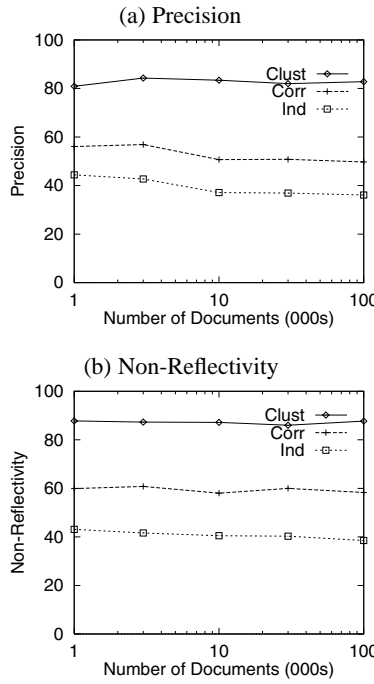 (a) Precision
100
80
60
40
20
0
Precision
Clust
Corr
Ind
1 10 100
Number of Documents (000s)
(b) Non-Reflectivity
100
80
60
40
20
0
Non-Reflectivity
Clust
Corr
Ind
1 10 100
Number of Documents (000s)